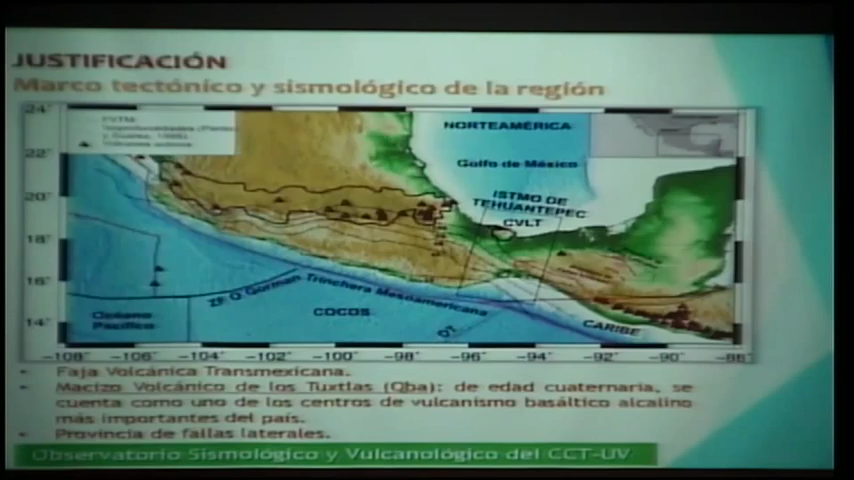 JUSTIFICACIÓN
Marco tectónico y sismológico de la región
24°
22°
20°
18°
16°
14°
FVTM
NORTEAMÉRICA
Golfo de México
ISTMO DE
TEHUANTEPEC
CVLT
ZF O'Gorman
Trinchera Mesoamericana
Océano
Pacífico
COCOS
DT
CARIBE
-108° -106° -104° -102° -100° -98° -96° -94° -92° -90° -88°
• Faja Volcánica Transmexicana.
• Macizo Volcánico de los Tuxtlas (Qba): de edad cuaternaria, se
cuenta como uno de los centros de vulcanismo basáltico alcalino
más importantes del país.
• Provincia de fallas laterales.
Observatorio Sismológico y Vulcanológico del CCT-UV